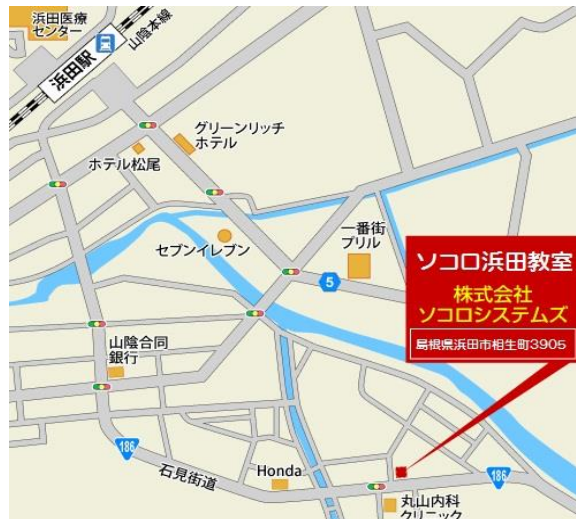 浜田医療
センター
山陰本線
浜田駅
グリーンリッチ
ホテル
ホテル松尾
セブンイレブン
一番街
プリル
5
ソコロ浜田教室
株式会社
ソコロシステムズ
島根県浜田市相生町3905
山陰合同
銀行
186
石見街道
Honda
186
丸山内科
クリニック